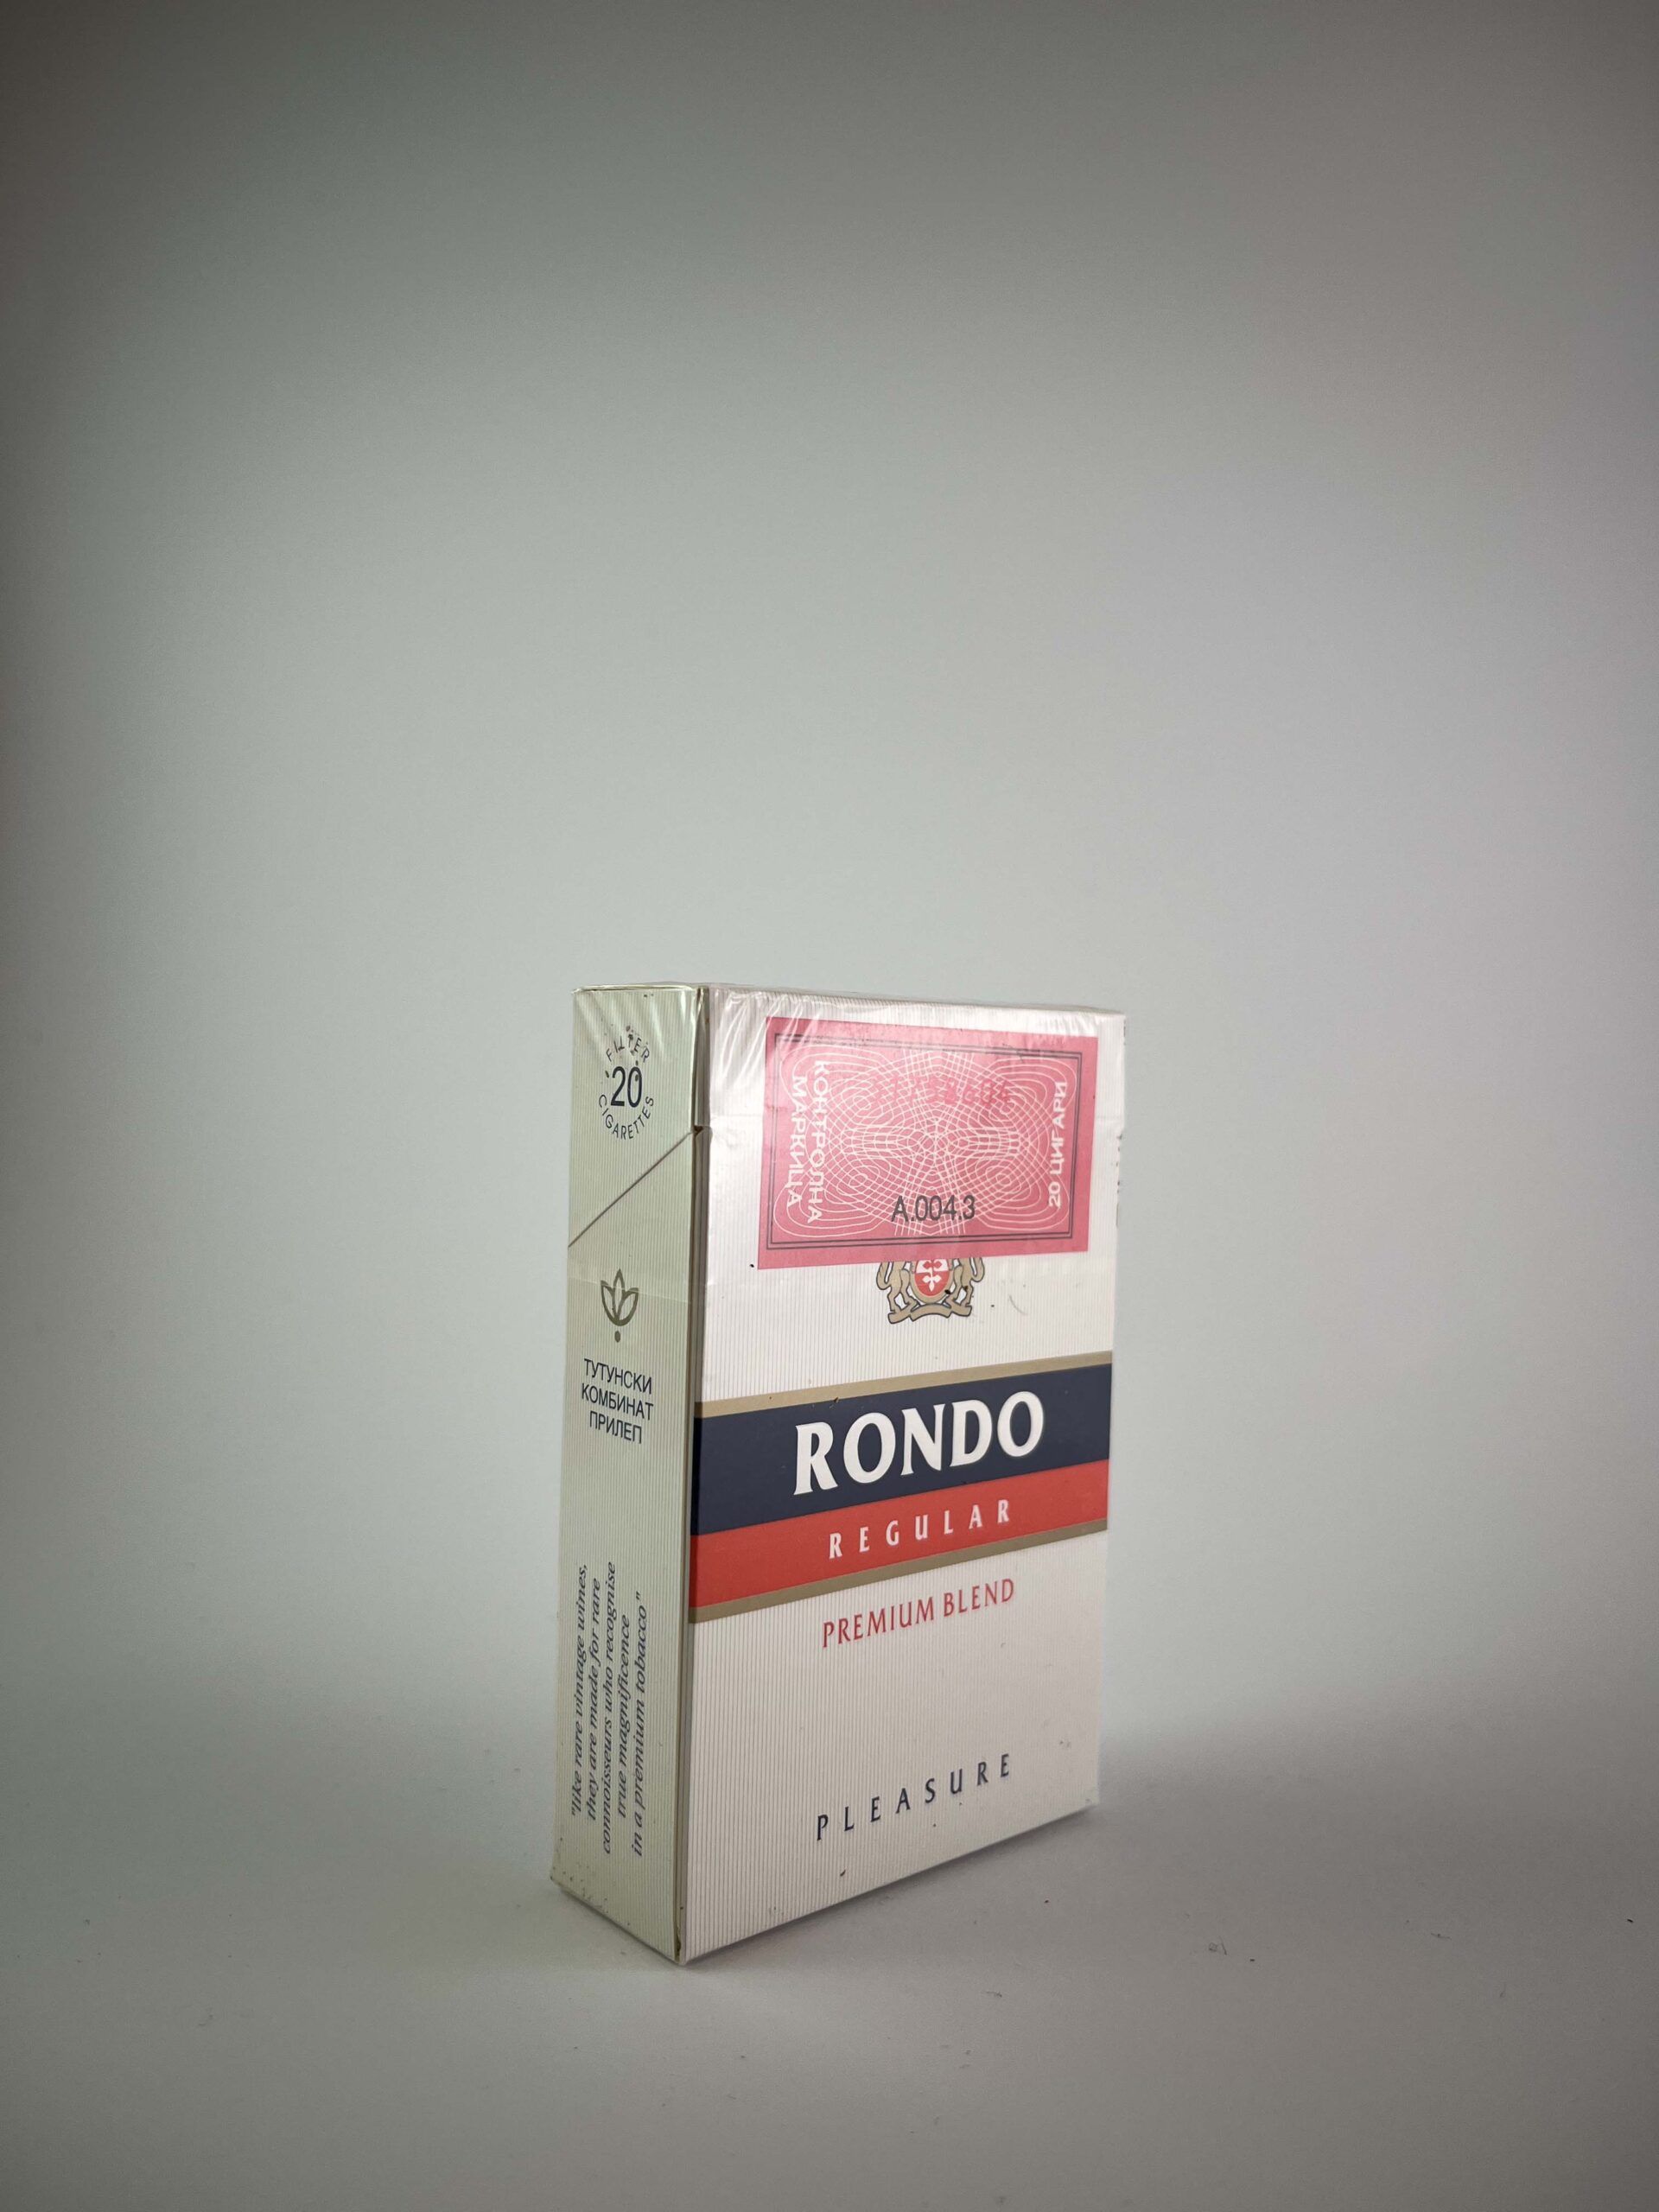 FILTER
20
CIGARETTES
ТУТУНСКИ
КОМБИНАТ
ПРИЛЕП
"like rare vintage wines,
they are made for rare
connoisseurs who recognise
true magnificence
in a premium tobacco"
КОНТРОЛНА
МАРКИЦА
20 ЦИГАРИ
A.004.3
RONDO
REGULAR
PREMIUM BLEND
PLEASURE